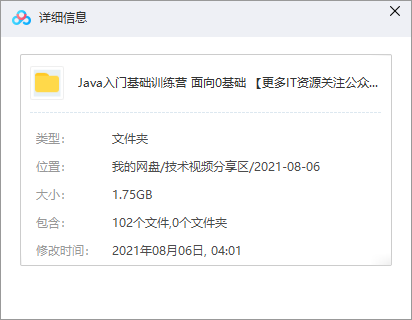 详细信息
Java入门基础训练营 面向0基础 【更多IT资源关注公众...
类型： 文件夹
位置： 我的网盘/技术视频分享区/2021-08-06
大小： 1.75GB
包含： 102个文件,0个文件夹
修改时间： 2021年08月06日, 04:01